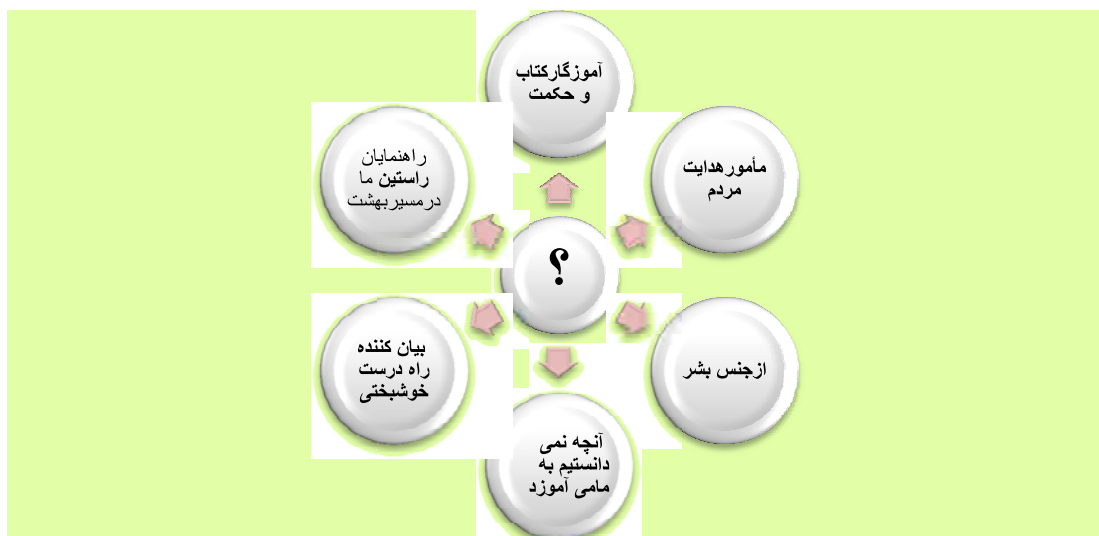 آموزگارکتاب
و حکمت
مأمورهدایت
مردم
راهنمایان
راستین ما
درمسیربهشت
؟
بیان کننده
راه درست
خوشبختی
ازجنس بشر
آنچه نمی
دانستیم به
مامی آموزد